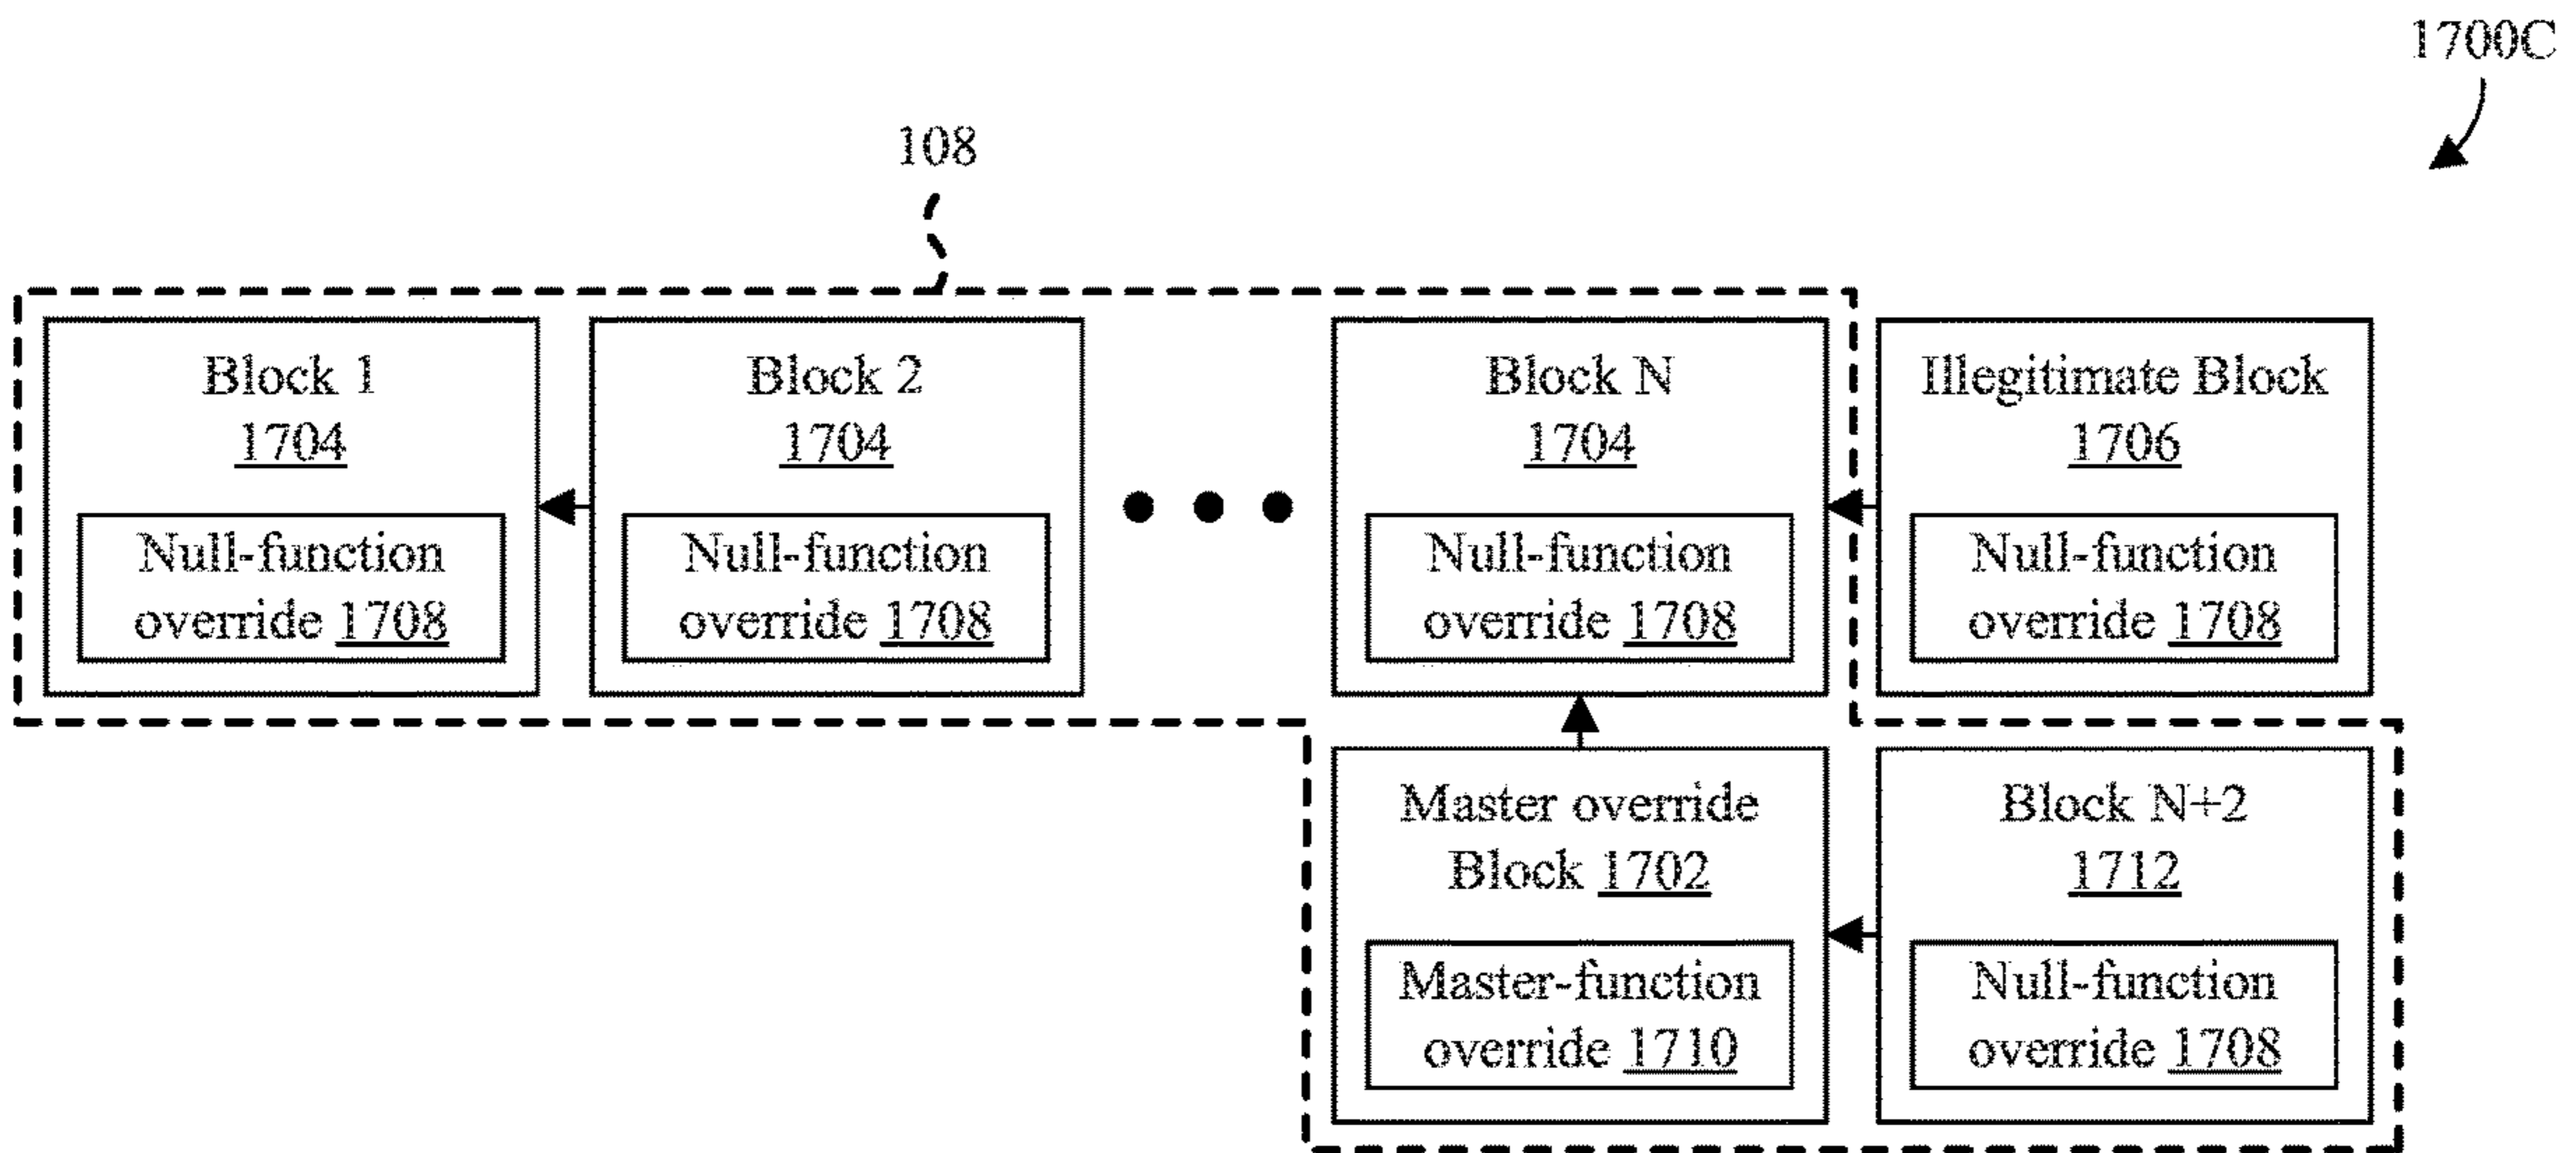 1700C
108
Block 1
1704
Null-function
override 1708
Block 2
1704
Null-function
override 1708
Block N
1704
Null-function
override 1708
Illegitimate Block
1706
Null-function
override 1708
Master override
Block 1702
Master-function
override 1710
Block N+2
1712
Null-function
override 1708